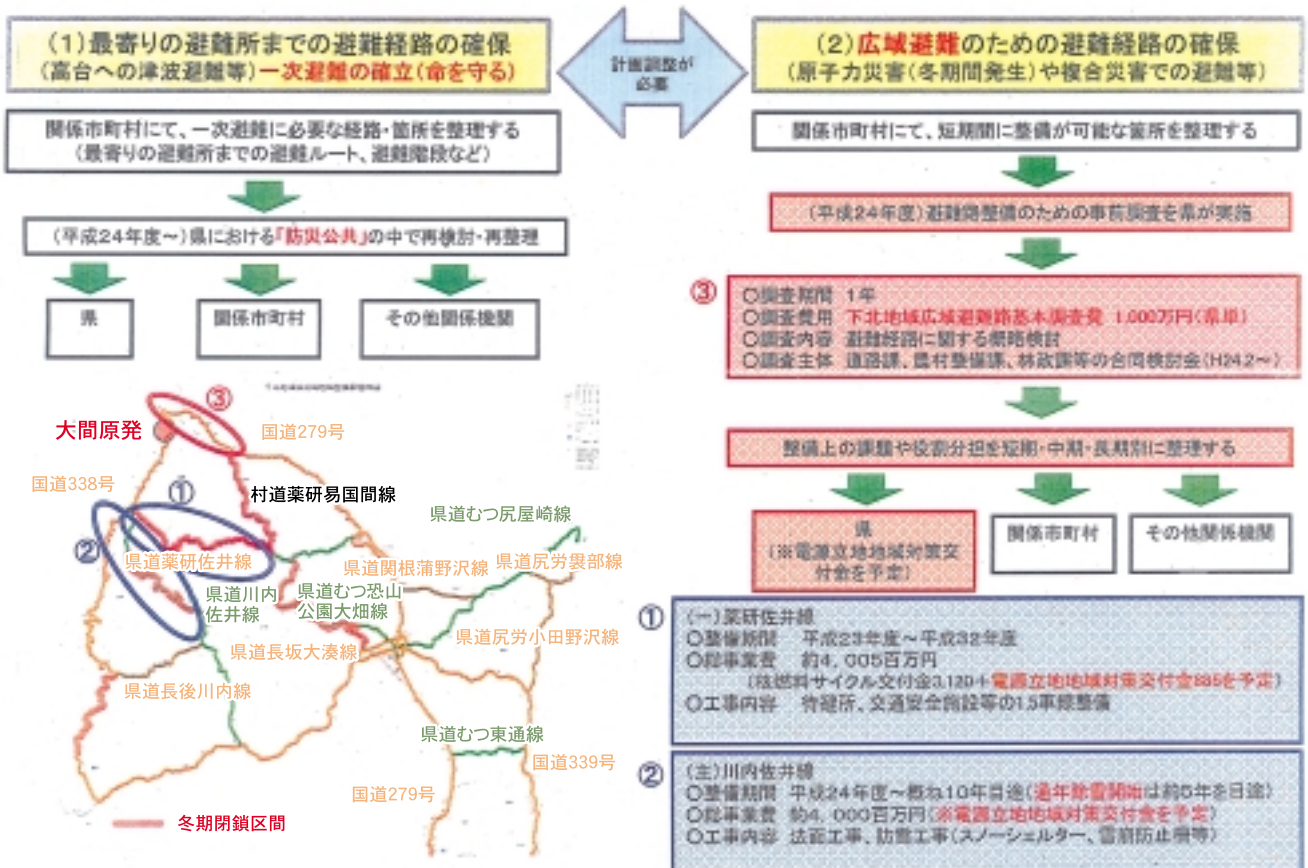 (1)最寄りの避難所までの避難経路の確保
(高台への津波避難等)一次避難の確立(命を守る)
計画調整が
必要
(2)広域避難のための避難経路の確保
(原子力災害(冬期間発生)や複合災害での避難等)
関係市町村にて、一次避難に必要な経路・箇所を整理する
(最寄りの避難所までの避難ルート、避難階段など)
(平成24年度~)県における「防災公共」の中で再検討・再整理
県
関係市町村
その他関係機関
関係市町村にて、短期間に整備が可能な箇所を整理する
(平成24年度)避難路整備のための事前調査を県が実施
③
〇調査期間 1年
〇調査費用 下北地域広域避難路基本調査費 1,000万円(県単)
〇調査内容 避難経路に関する概略検討
〇調査主体 道路課、農村整備課、林政課等の合同検討会(H24.2~)
整備上の課題や役割分担を短期・中期・長期別に整理する
県
(※電源立地地域対策交
付金を予定)
関係市町村
その他関係機関
①
(一)薬研佐井線
〇整備期間 平成23年度~平成32年度
〇総事業費 約4,005百万円
(核燃料サイクル交付金3,120+電源立地地域対策交付金885を予定)
〇工事内容 待避所、交通安全施設等の1.5車線整備
②
(主)川内佐井線
〇整備期間 平成24年度~概ね10年目途(通年除雪開始は前5年を目途)
〇総事業費 約4,000百万円(※電源立地地域対策交付金を予定)
〇工事内容 法面工事、防雪工事(スノーシェルター、雪崩防止柵等)
③
大間原発
国道279号
国道338号
①
村道薬研易国間線
県道むつ尻屋崎線
②
県道薬研佐井線
県道関根蒲野沢線
県道尻労袰部線
県道川内
佐井線
県道むつ恐山
公園大畑線
県道尻労小田野沢線
県道長坂大湊線
県道長後川内線
県道むつ東通線
国道339号
国道279号
冬期閉鎖区間